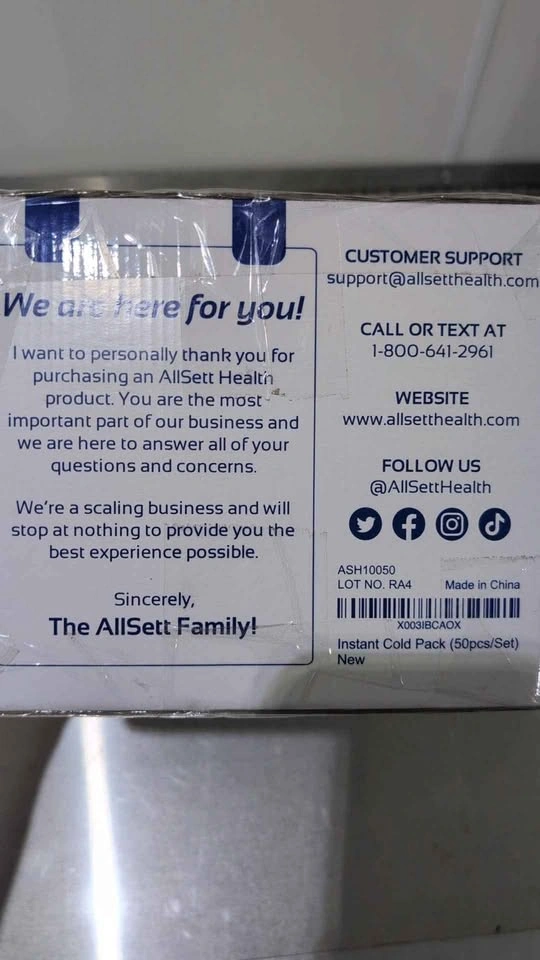 We are here for you!
I want to personally thank you for
purchasing an AllSett Health
product. You are the most
important part of our business and
we are here to answer all of your
questions and concerns.
We're a scaling business and will
stop at nothing to provide you the
best experience possible.
Sincerely,
The AllSett Family!
CUSTOMER SUPPORT
support@allsetthealth.com
CALL OR TEXT AT
1-800-641-2961
WEBSITE
www.allsetthealth.com
FOLLOW US
@AllSettHealth
ASH10050
LOT NO. RA4 Made in China
X003IBCAOX
Instant Cold Pack (50pcs/Set)
New